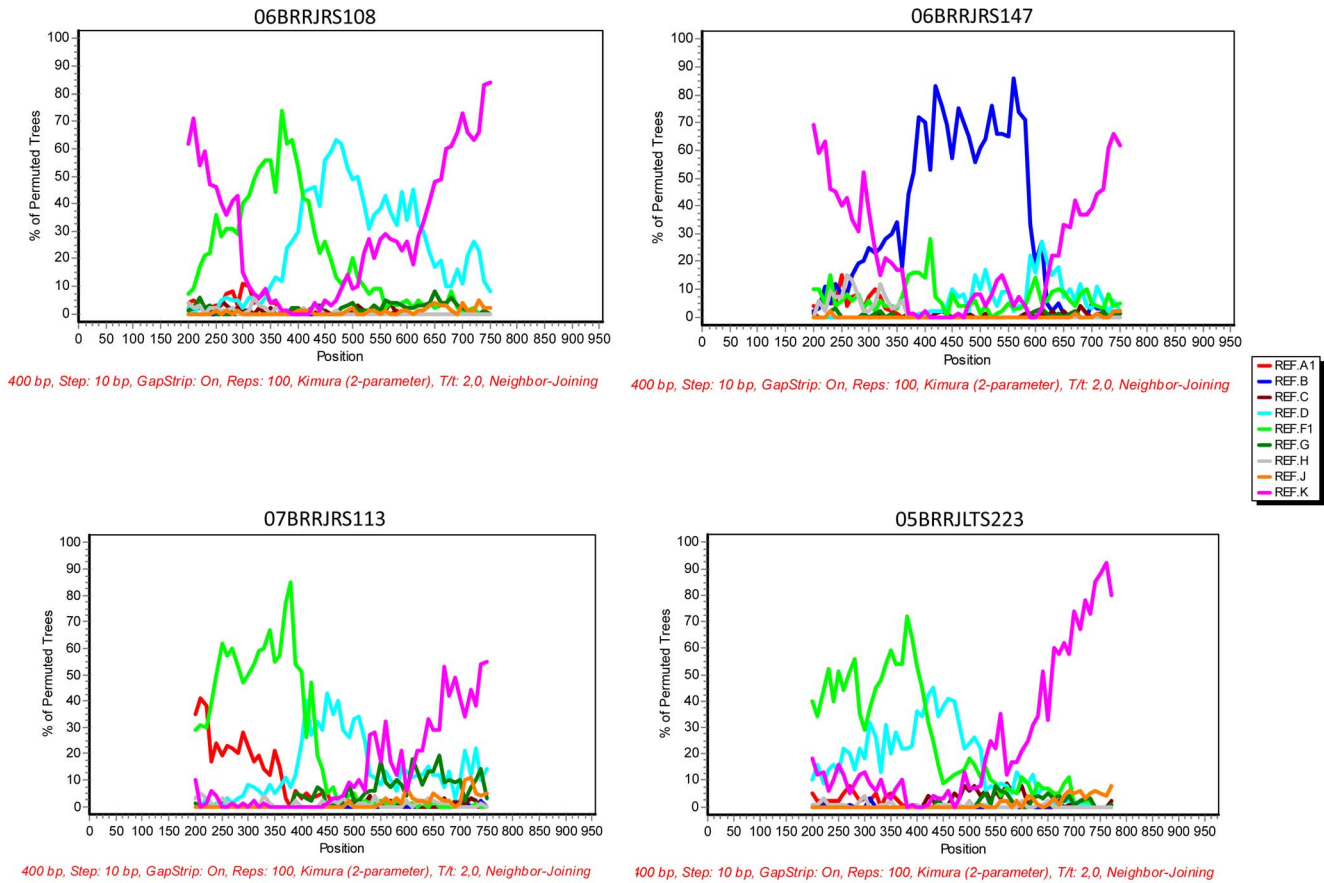 06BRRJRS108
100
90
80
70
60
50
40
30
20
10
0
% of Permuted Trees
0 50 100 150 200 250 300 350 400 450 500 550 600 650 700 750 800 850 900 950
Position
400 bp, Step: 10 bp, GapStrip: On, Reps: 100, Kimura (2-parameter), T/t: 2,0, Neighbor-Joining
06BRRJRS147
100
90
80
70
60
50
40
30
20
10
0
% of Permuted Trees
0 50 100 150 200 250 300 350 400 450 500 550 600 650 700 750 800 850 900 950
Position
400 bp, Step: 10 bp, GapStrip: On, Reps: 100, Kimura (2-parameter), T/t: 2,0, Neighbor-Joining
REF.A1
REF.B
REF.C
REF.D
REF.F1
REF.G
REF.H
REF.J
REF.K
07BRRJRS113
100
90
80
70
60
50
40
30
20
10
0
% of Permuted Trees
0 50 100 150 200 250 300 350 400 450 500 550 600 650 700 750 800 850 900 950
Position
400 bp, Step: 10 bp, GapStrip: On, Reps: 100, Kimura (2-parameter), T/t: 2,0, Neighbor-Joining
05BRRJLTS223
100
90
80
70
60
50
40
30
20
10
0
% of Permuted Trees
0 50 100 150 200 250 300 350 400 450 500 550 600 650 700 750 800 850 900 950
Position
400 bp, Step: 10 bp, GapStrip: On, Reps: 100, Kimura (2-parameter), T/t: 2,0, Neighbor-Joining